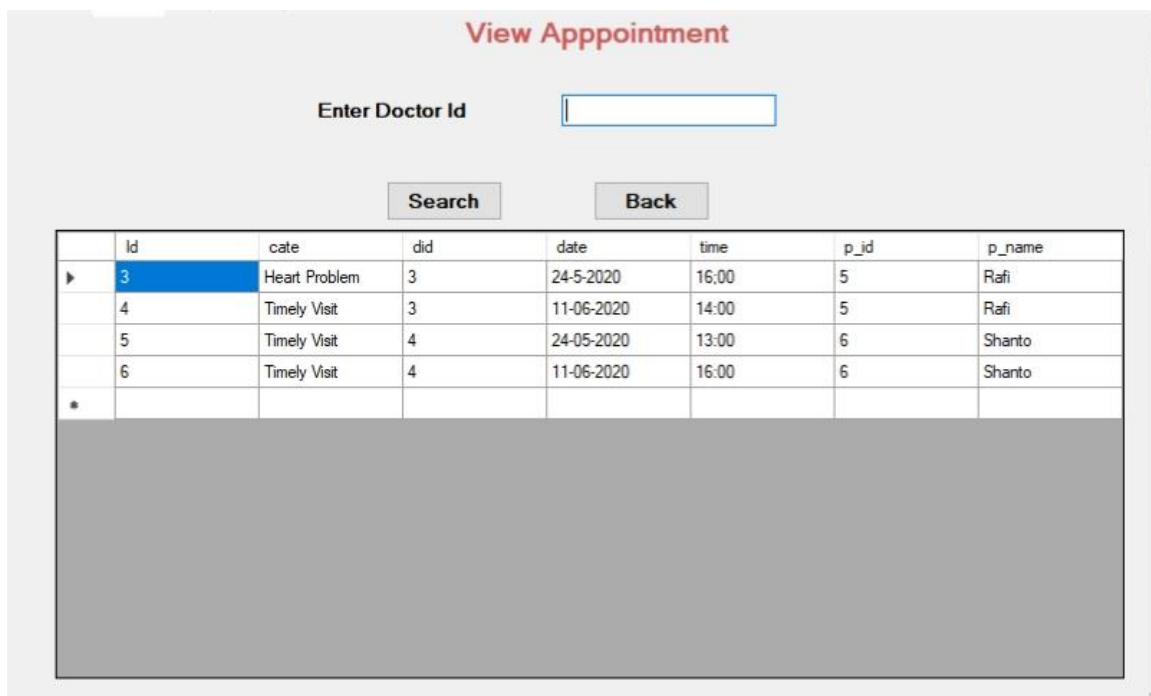 View Apppointment
Enter Doctor Id
Search Back
Id cate did date time p_id p_name
3 Heart Problem 3 24-5-2020 16;00 5 Rafi
4 Timely Visit 3 11-06-2020 14:00 5 Rafi
5 Timely Visit 4 24-05-2020 13:00 6 Shanto
6 Timely Visit 4 11-06-2020 16:00 6 Shanto